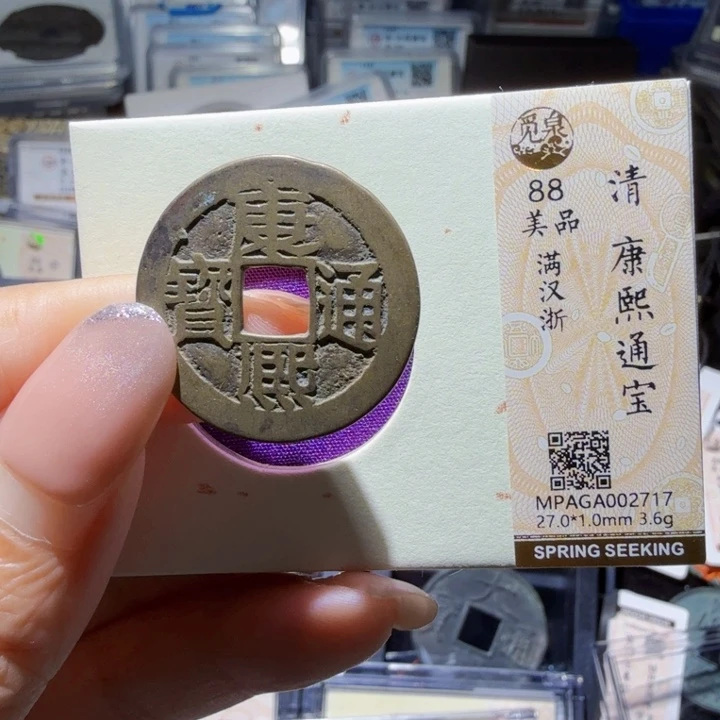 康熙通寶
觅泉
88
美品
满汉浙
清 康熙通宝
MPAGA002717
27.0*1.0mm 3.6g
SPRING SEEKING